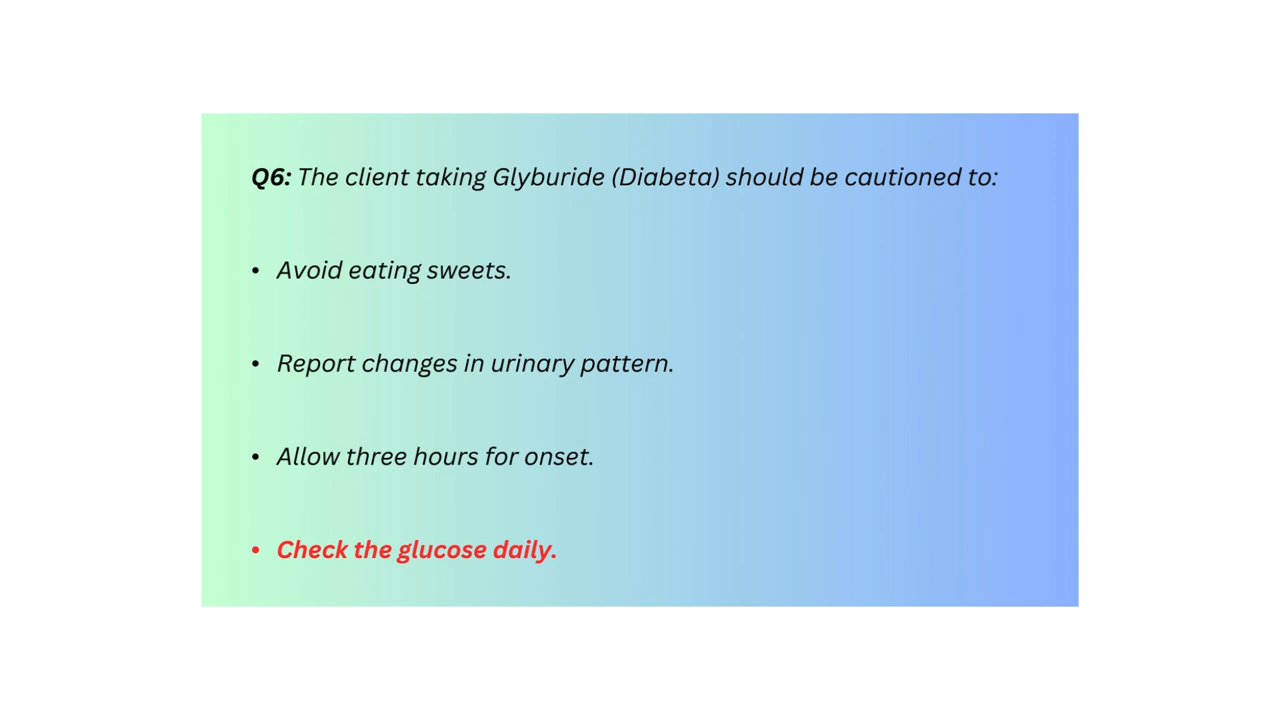 Q6: The client taking Glyburide (Diabeta) should be cautioned to:
• Avoid eating sweets.
• Report changes in urinary pattern.
• Allow three hours for onset.
• Check the glucose daily.